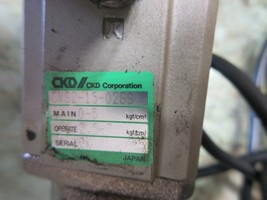 CKD// CKD Corporation
MAIN kgf/cm²
OPERATE kgf/cm²
SERIAL
JAPAN